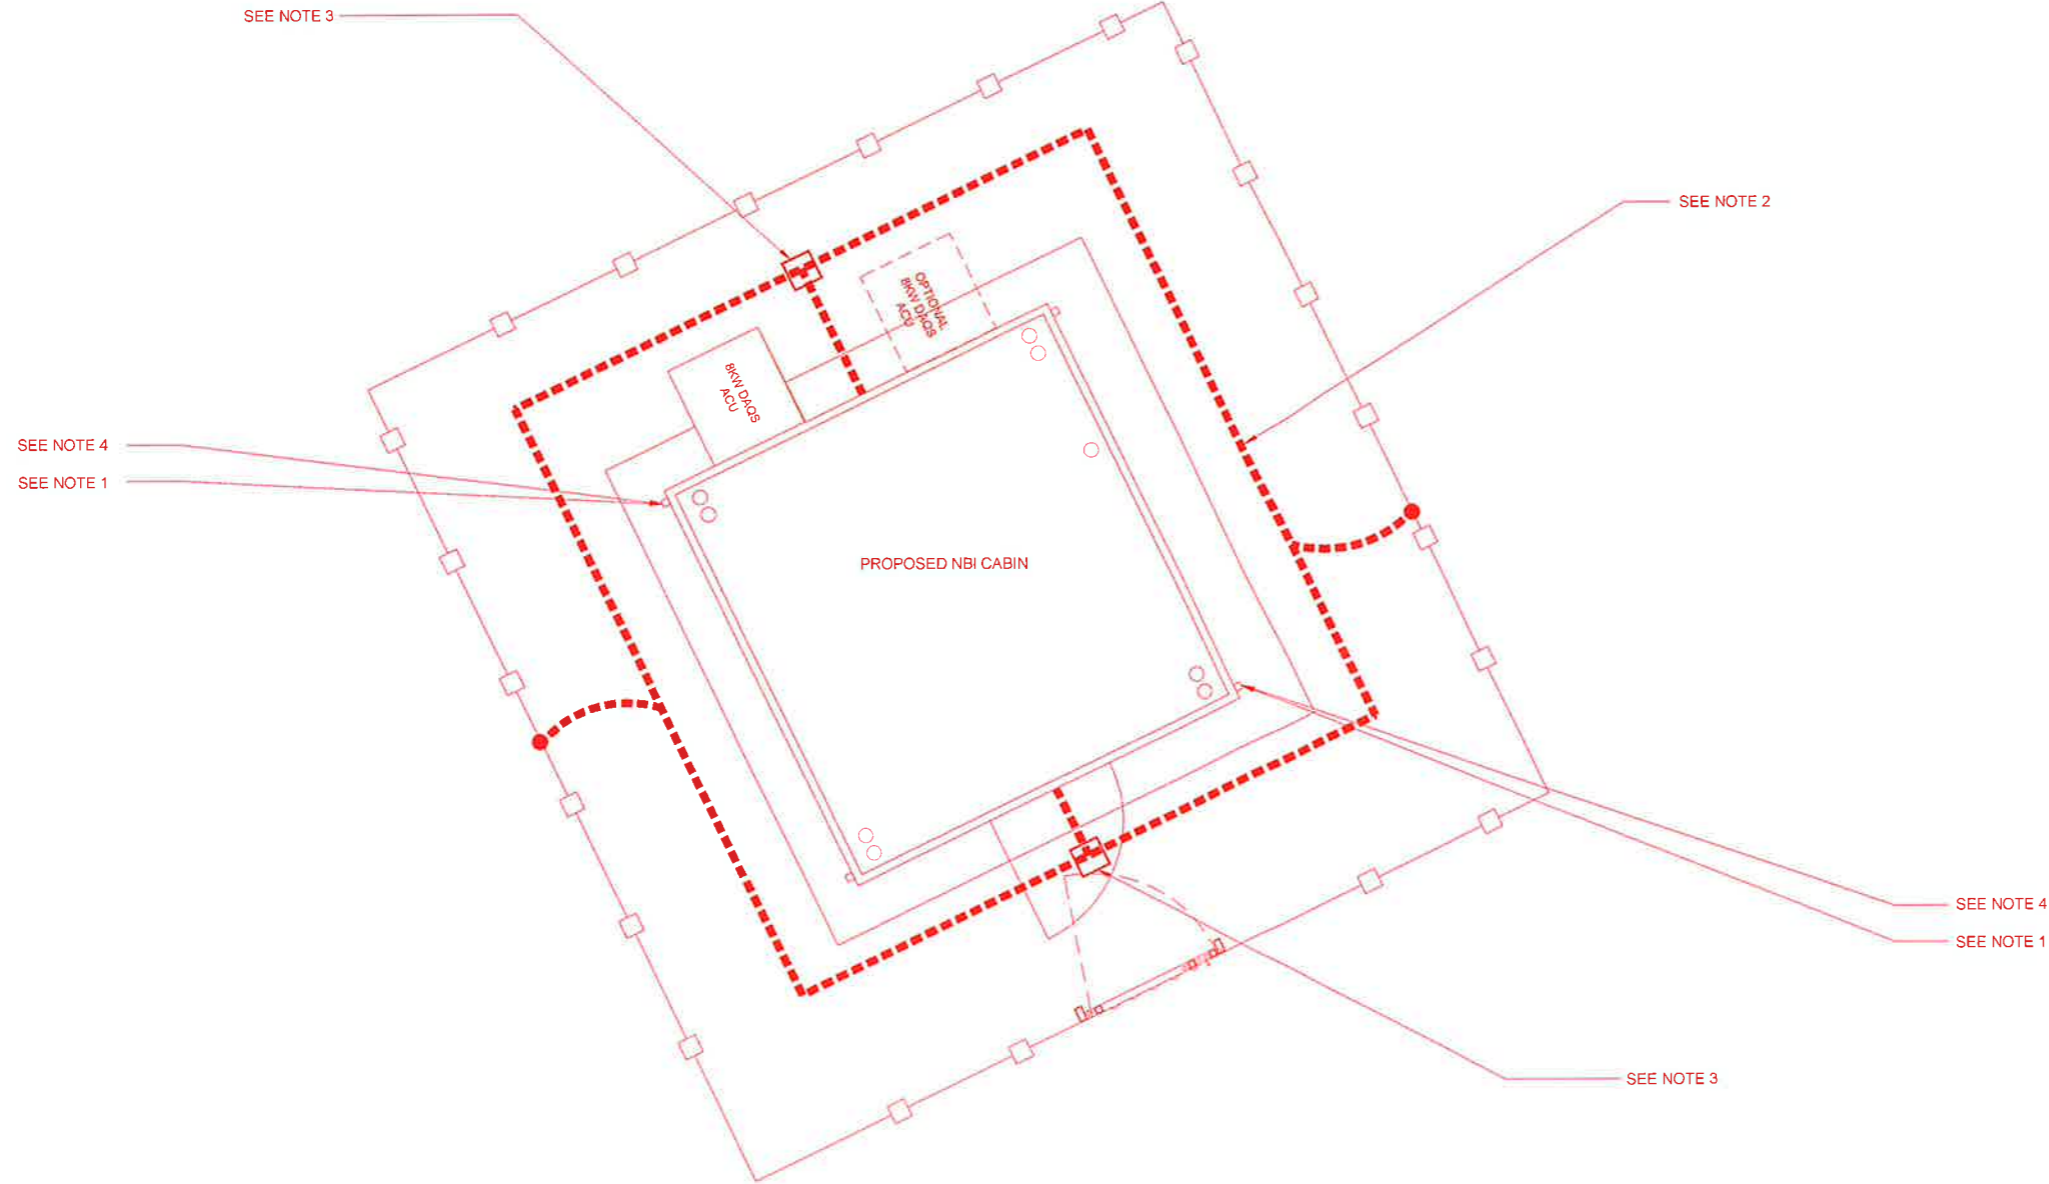 SEE NOTE 3
SEE NOTE 2
OPTIONAL
8KW DAQS
ACU
8KW DAQS
ACU
SEE NOTE 4
SEE NOTE 1
PROPOSED NBI CABIN
SEE NOTE 4
SEE NOTE 1
SEE NOTE 3